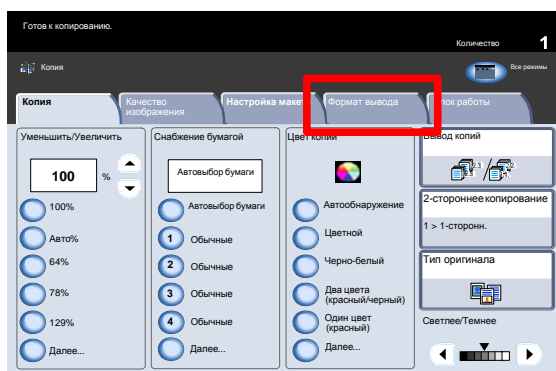 Готов к копированию.
Количество
1
Копия
Все режимы
Копия
Качество
изображения
Настройка макет
Формат вывода
лок работы
Уменьшить/Увеличить
100
%
100%
Авто%
64%
78%
129%
Далее...
Снабжение бумагой
Автовыбор бумаги
Автовыбор бумаги
1 Обычные
2 Обычные
3 Обычные
4 Обычные
Далее...
Цвет копии
Автообнаружение
Цветной
Черно-белый
Два цвета
(красный/черный)
Один цвет
(красный)
Далее...
Вывод копий
2-стороннее копирование
1 > 1-сторонн.
Тип оригинала
Светлее/Темнее